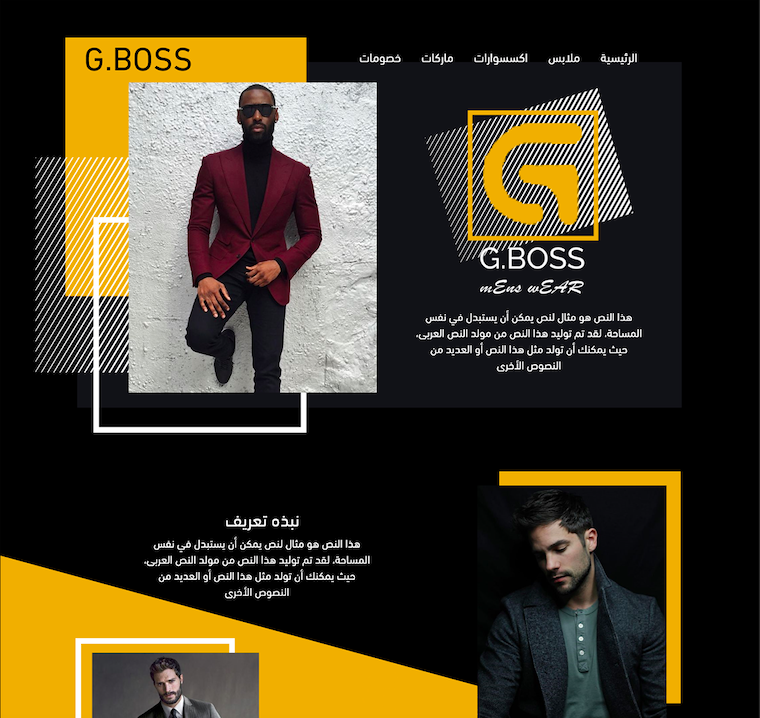 G.BOSS
الرئيسية ملابس اكسسوارات ماركات خصومات
G.BOSS
mEns wEAR
هذا النص هو مثال لنص يمكن أن يستبدل في نفس
المساحة، لقد تم توليد هذا النص من مولد النص العربى،
حيث يمكنك أن تولد مثل هذا النص أو العديد من
النصوص الأخرى
نبذه تعريف
هذا النص هو مثال لنص يمكن أن يستبدل في نفس
المساحة، لقد تم توليد هذا النص من مولد النص العربى،
حيث يمكنك أن تولد مثل هذا النص أو العديد من
النصوص الأخرى